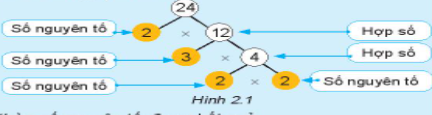 24
Số nguyên tố 2 × 12 Hợp số
Số nguyên tố 3 × 4 Hợp số
Số nguyên tố 2 × 2 Số nguyên tố
Hình 2.1